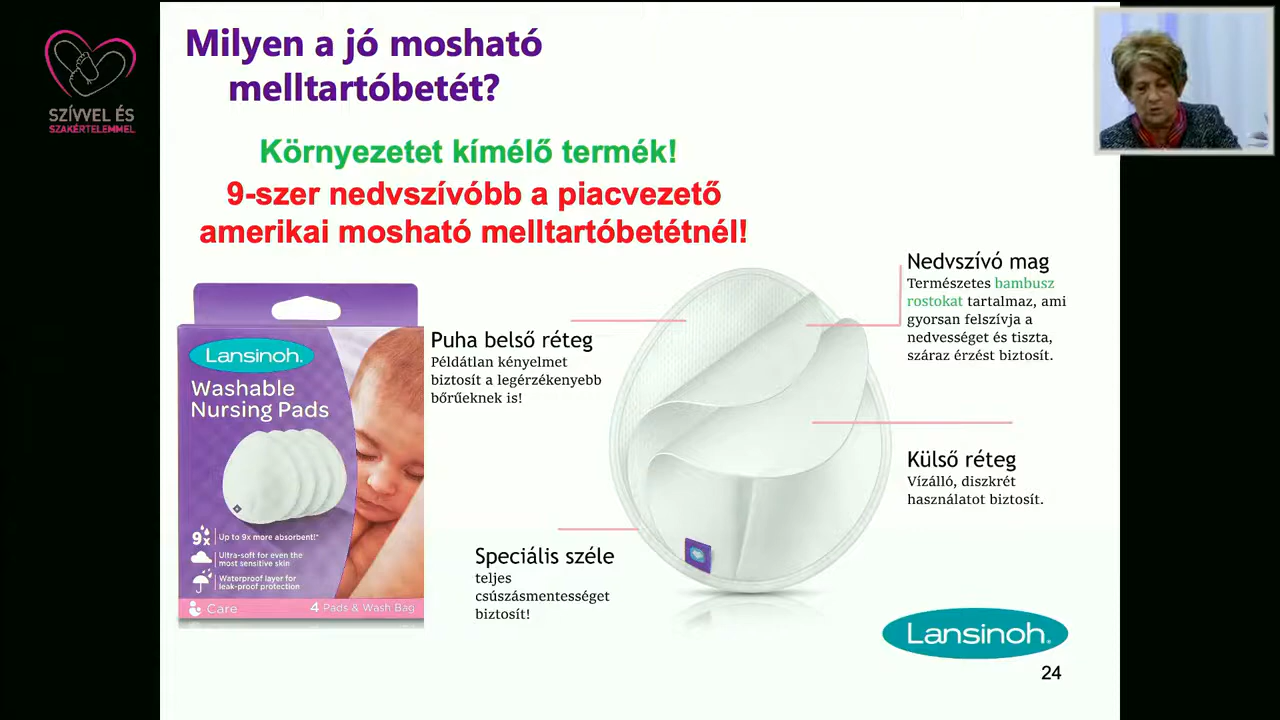 SZÍVVEL ÉS
SZAKÉRTELEMMEL
Milyen a jó mosható
melltartóbetét?
Környezetet kímélő termék!
9-szer nedvszívóbb a piacvezető
amerikai mosható melltartóbetétnél!
Lansinoh®
Washable
Nursing Pads
9x Up to 9x more absorbent!*
Ultra-soft for even the
most sensitive skin
Waterproof layer for
leak-proof protection
Care
4 Pads & Wash Bag
Puha belső réteg
Példátlan kényelmet
biztosít a legérzékenyebb
bőrűeknek is!
Speciális széle
teljes
csúszásmentességet
biztosít!
Nedvszívó mag
Természetes bambusz
rostokat tartalmaz, ami
gyorsan felszívja a
nedvességet és tiszta,
száraz érzést biztosít.
Külső réteg
Vízálló, diszkrét
használatot biztosít.
Lansinoh®
24